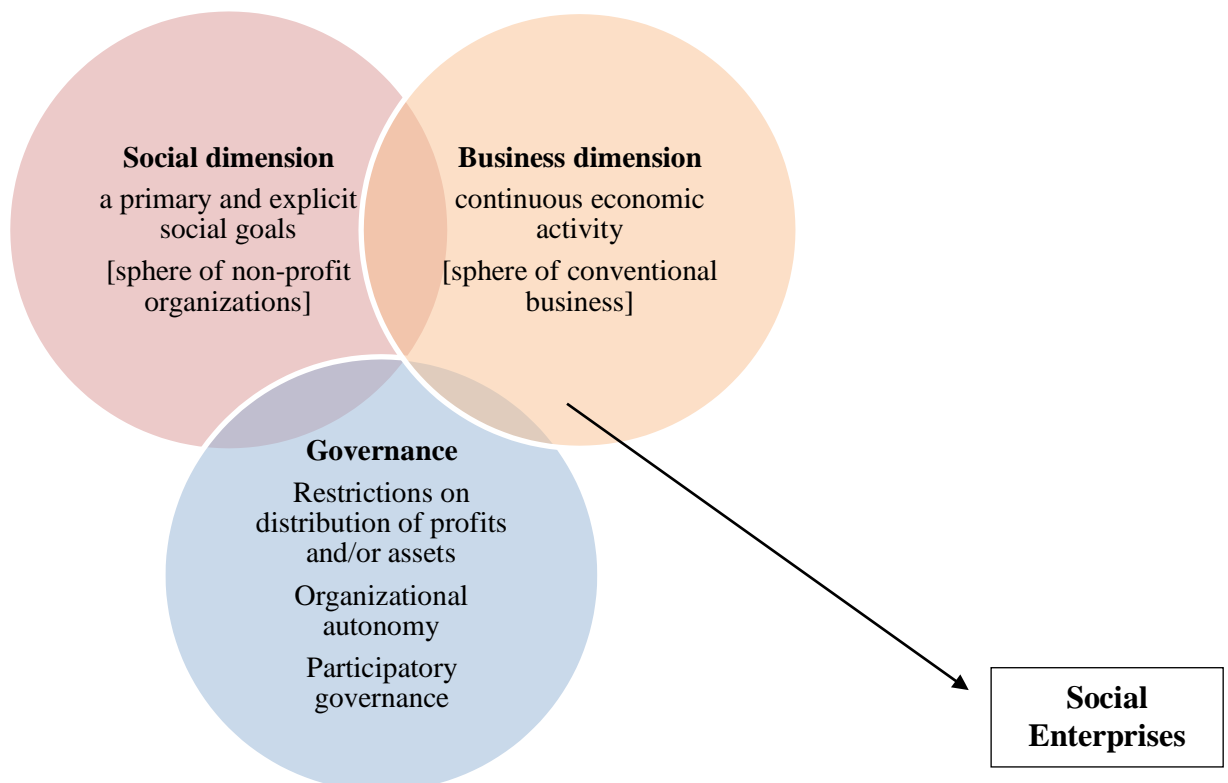 Social dimension
a primary and explicit
social goals
[sphere of non-profit
organizations]
Business dimension
continuous economic
activity
[sphere of conventional
business]
Governance
Restrictions on
distribution of profits
and/or assets
Organizational
autonomy
Participatory
governance
Social
Enterprises